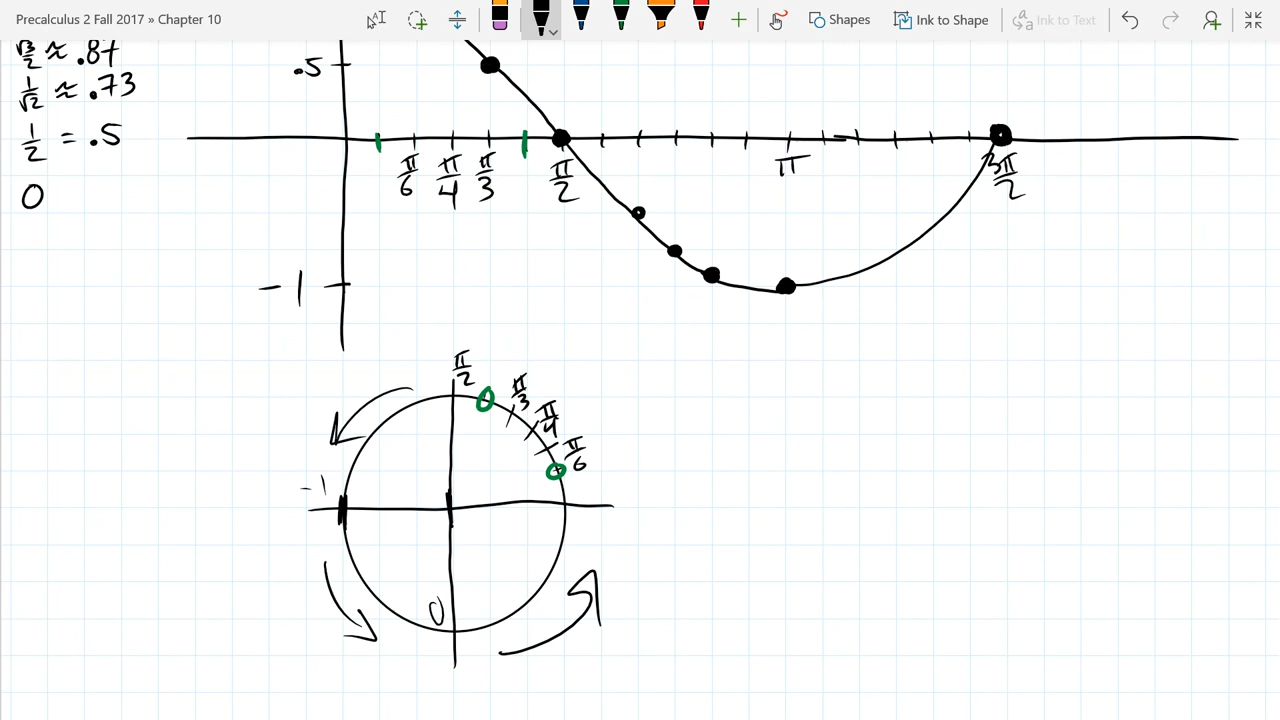 Precalculus 2 Fall 2017 » Chapter 10
Shapes
Ink to Shape
Ink to Text
√3/2 ≈ .87
1/√2 ≈ .73
1/2 = .5
0
.5
π/6 π/4 π/3 π/2 π 3π/2
-1
π/2
π/3
π/4
π/6
-1
0